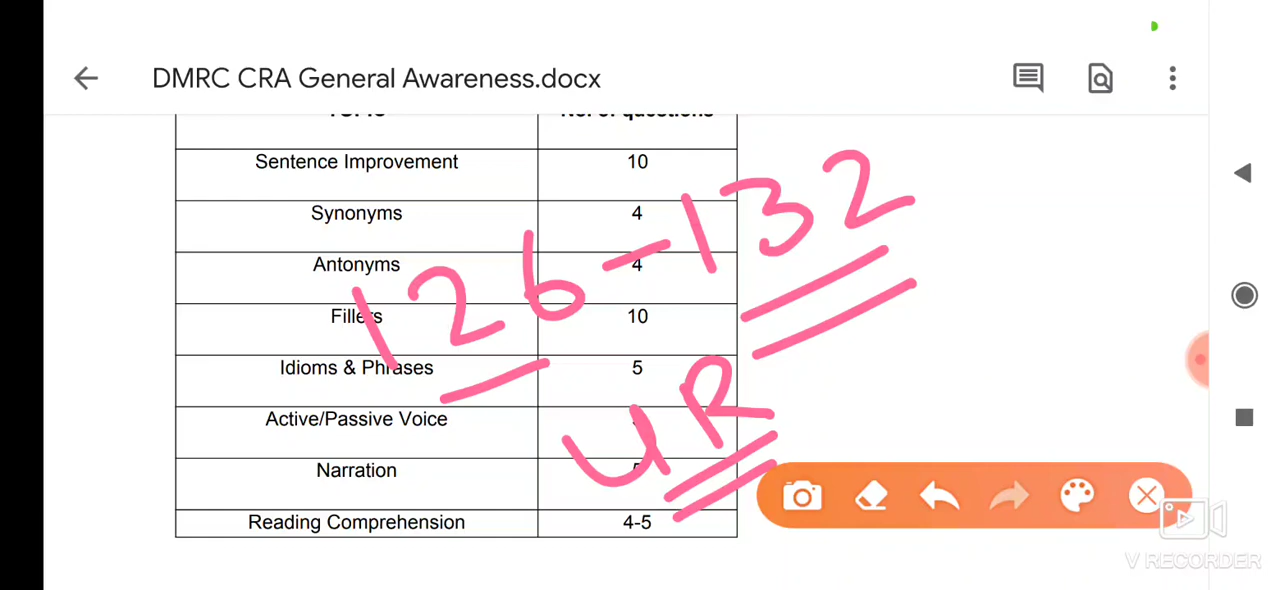 DMRC CRA General Awareness.docx
Sentence Improvement 10
Synonyms 4
Antonyms 4
Fillers 10
Idioms & Phrases 5
Active/Passive Voice
Narration
Reading Comprehension 4-5
126-132
UR
V RECORDER